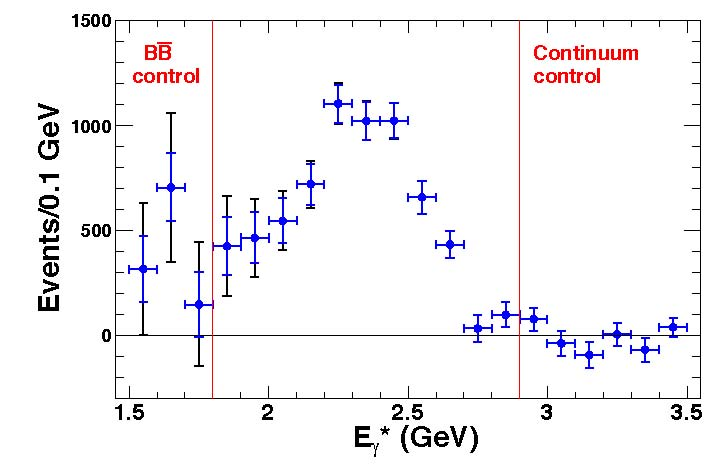 1500
1000
500
0
Events/0.1 GeV
BB̅
control
Continuum
control
1.5 2 2.5 3 3.5
Eγ* (GeV)